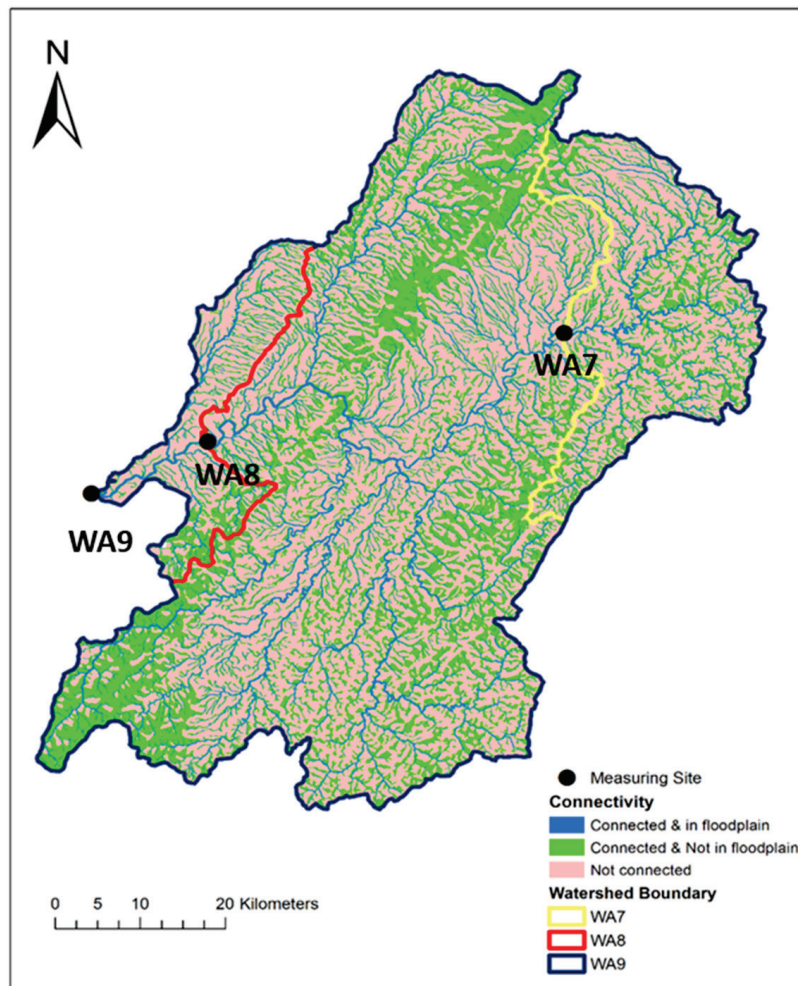 N
WA7
WA8
WA9
Measuring Site
Connectivity
Connected & in floodplain
Connected & Not in floodplain
Not connected
Watershed Boundary
WA7
WA8
WA9
0 5 10 20 Kilometers